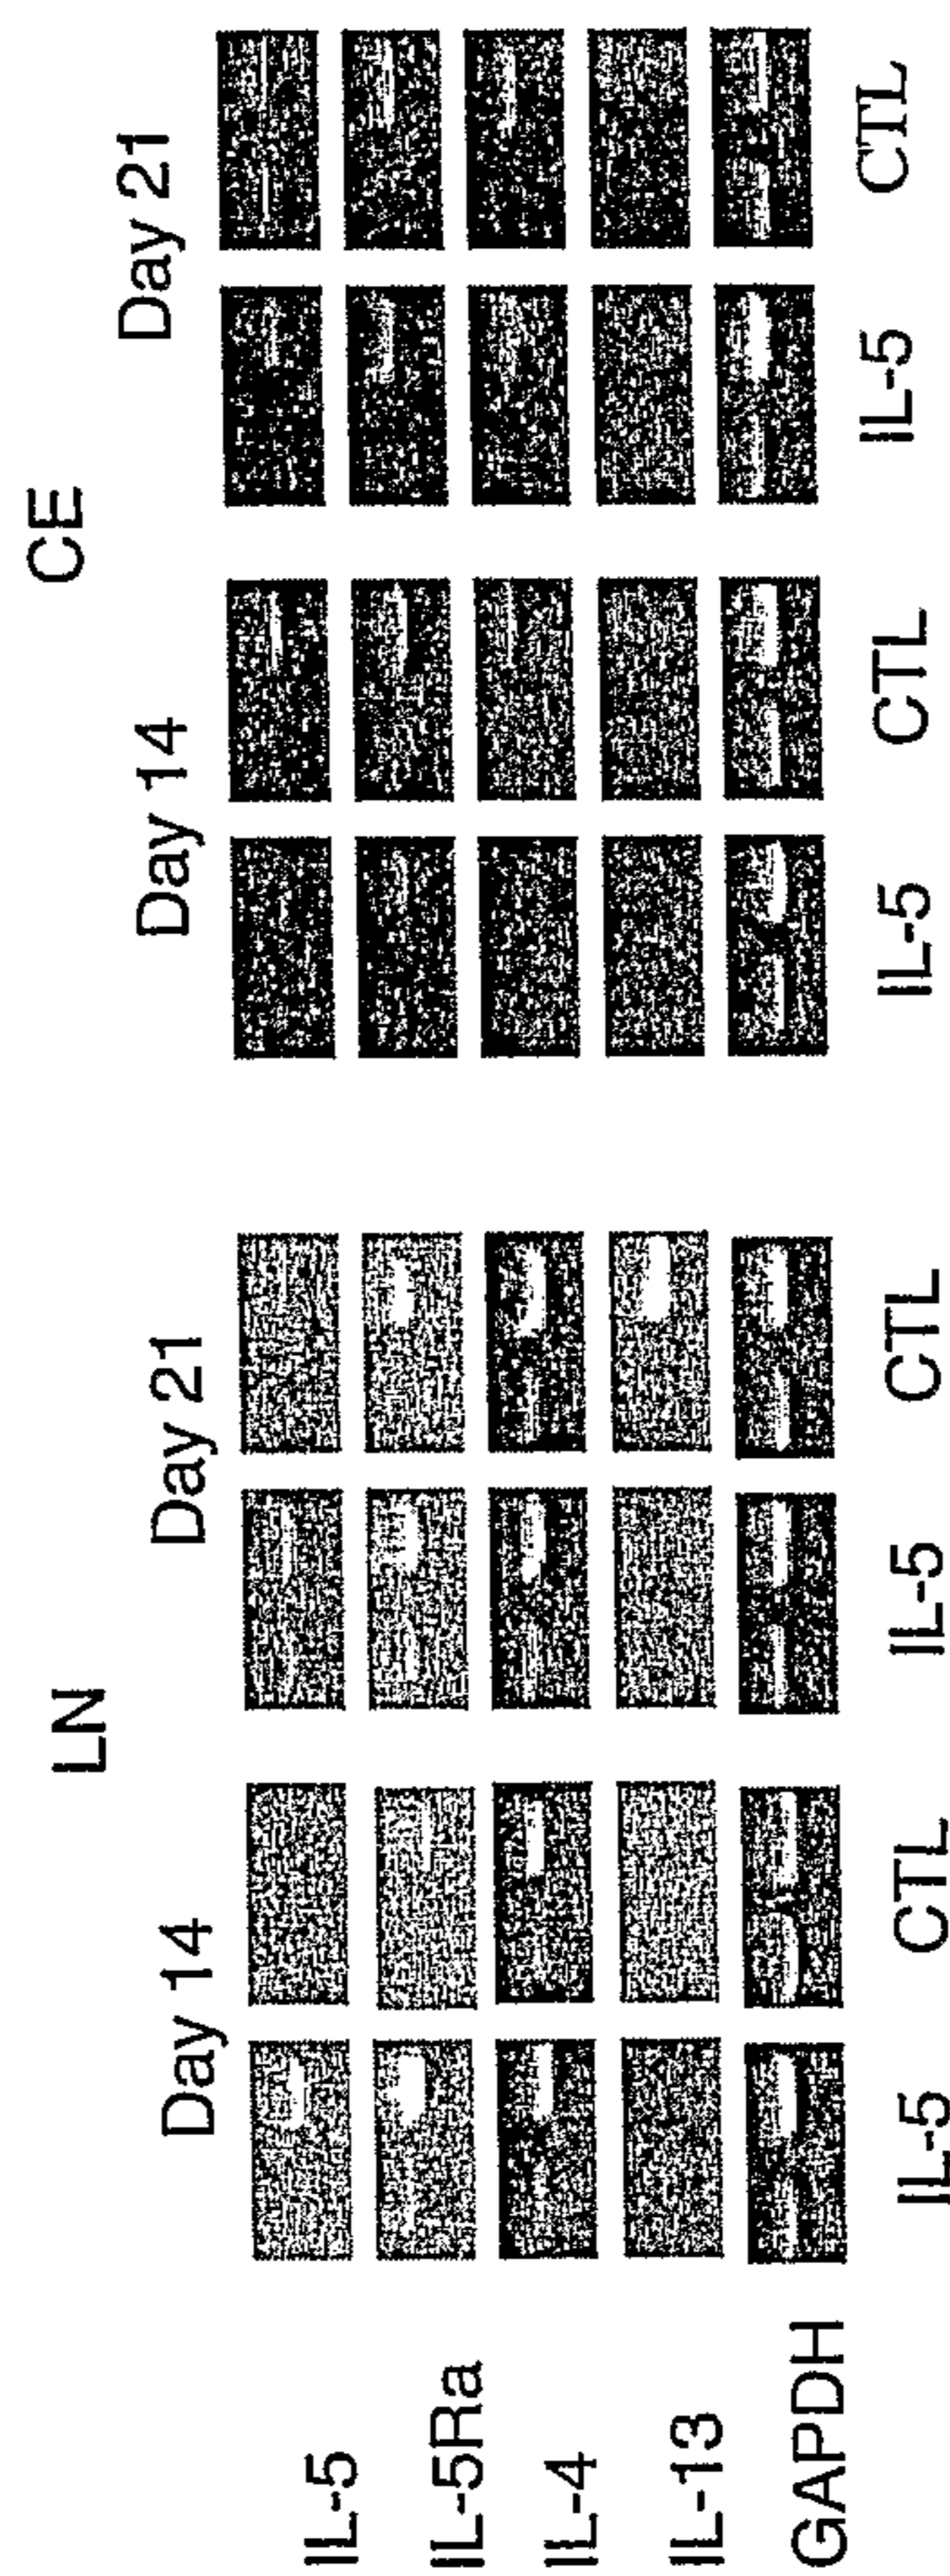 LN CE
Day 14 Day 21 Day 14 Day 21
IL-5
IL-5Ra
IL-4
IL-13
GAPDH
IL-5 CTL IL-5 CTL IL-5 CTL IL-5 CTL